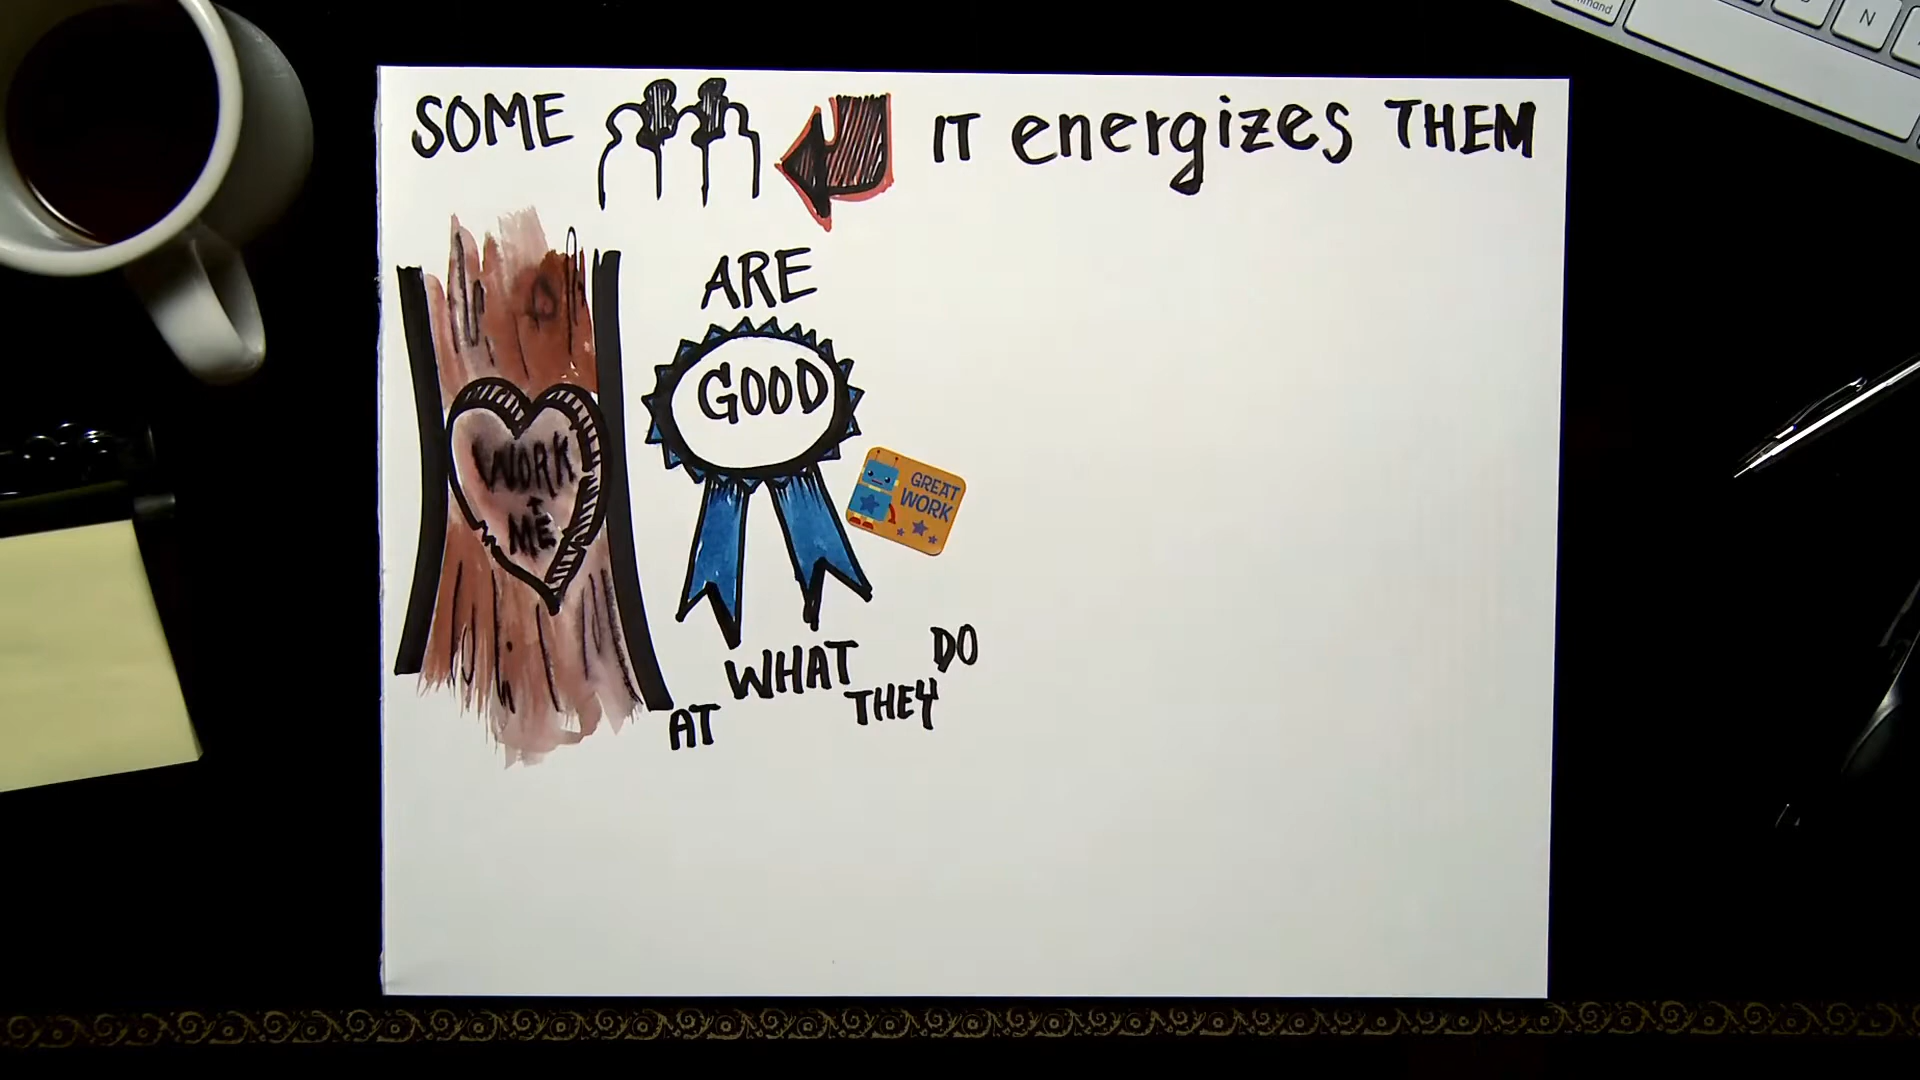 SOME
IT energizes THEM
WORK
+
ME
ARE
GOOD
GREAT
WORK
AT WHAT THEY DO
N